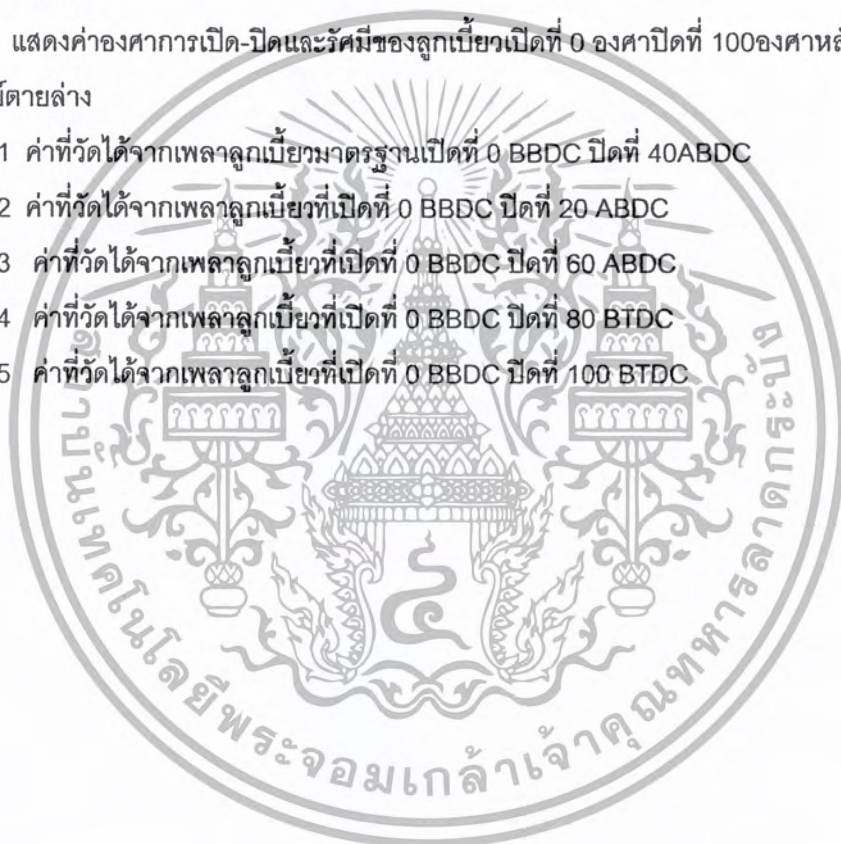 แสดงค่าองศาการเปิด-ปิดและรัศมีของลูกเบี้ยวเปิดที่ 0 องศาปิดที่ 100องศาหลั
ย์ตายล่าง
1 ค่าที่วัดได้จากเพลาลูกเบี้ยวมาตรฐานเปิดที่ 0 BBDC ปิดที่ 40ABDC
2 ค่าที่วัดได้จากเพลาลูกเบี้ยวที่เปิดที่ 0 BBDC ปิดที่ 20 ABDC
3 ค่าที่วัดได้จากเพลาลูกเบี้ยวที่เปิดที่ 0 BBDC ปิดที่ 60 ABDC
4 ค่าที่วัดได้จากเพลาลูกเบี้ยวที่เปิดที่ 0 BBDC ปิดที่ 80 BTDC
5 ค่าที่วัดได้จากเพลาลูกเบี้ยวที่เปิดที่ 0 BBDC ปิดที่ 100 BTDC
สถาบันเทคโนโลยีพระจอมเกล้าเจ้าคุณทหารลาดกระบัง